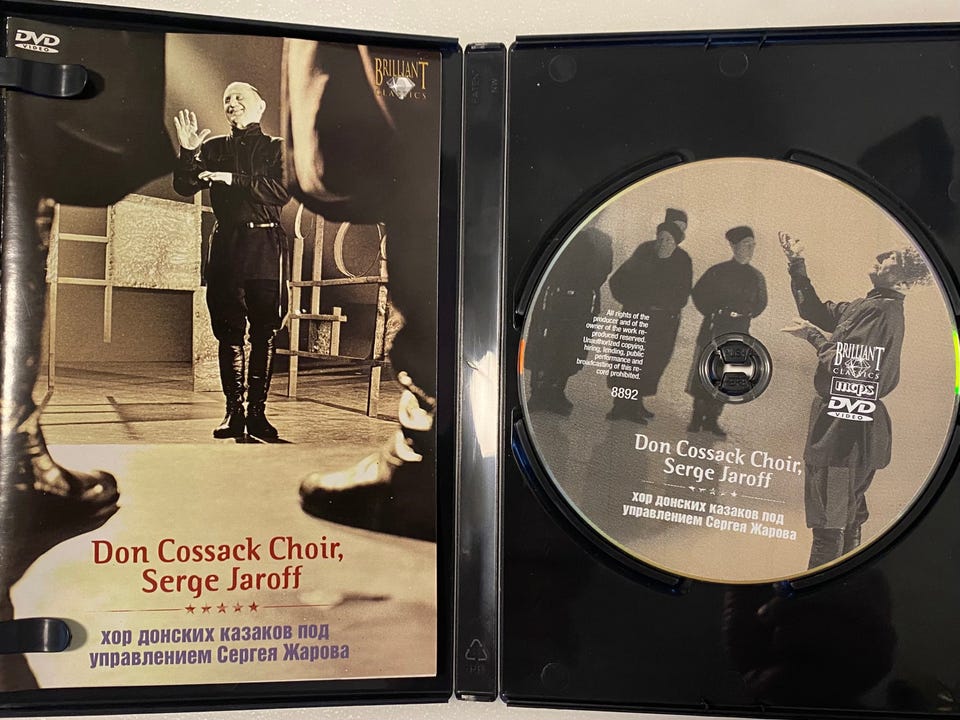 DVD
VIDEO
BRILLIANT
CLASSICS
Don Cossack Choir,
Serge Jaroff
хор донских казаков под
управлением Сергея Жарова
All rights of the
producer and of the
owner of the work re-
produced reserved.
Unauthorized copying,
hiring, lending, public
performance and
broadcasting of this re-
cord prohibited.
8892
BRILLIANT
CLASSICS
mcps
DVD
VIDEO
Don Cossack Choir,
Serge Jaroff
хор донских казаков под
управлением Сергея Жарова